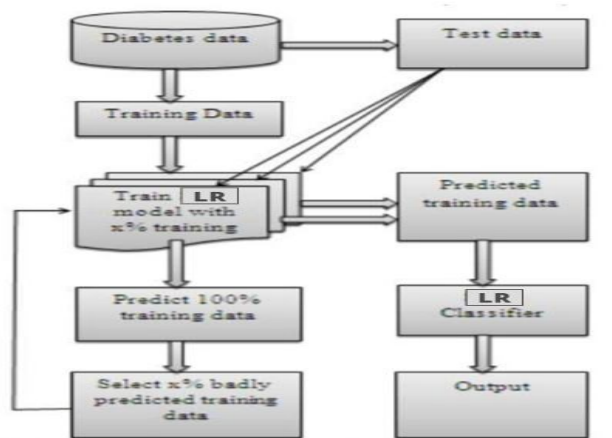 Diabetes data
Test data
Training Data
Train LR
model with
x% training
Predicted
training data
Predict 100%
training data
LR
Classifier
Select x% badly
predicted training
data
Output